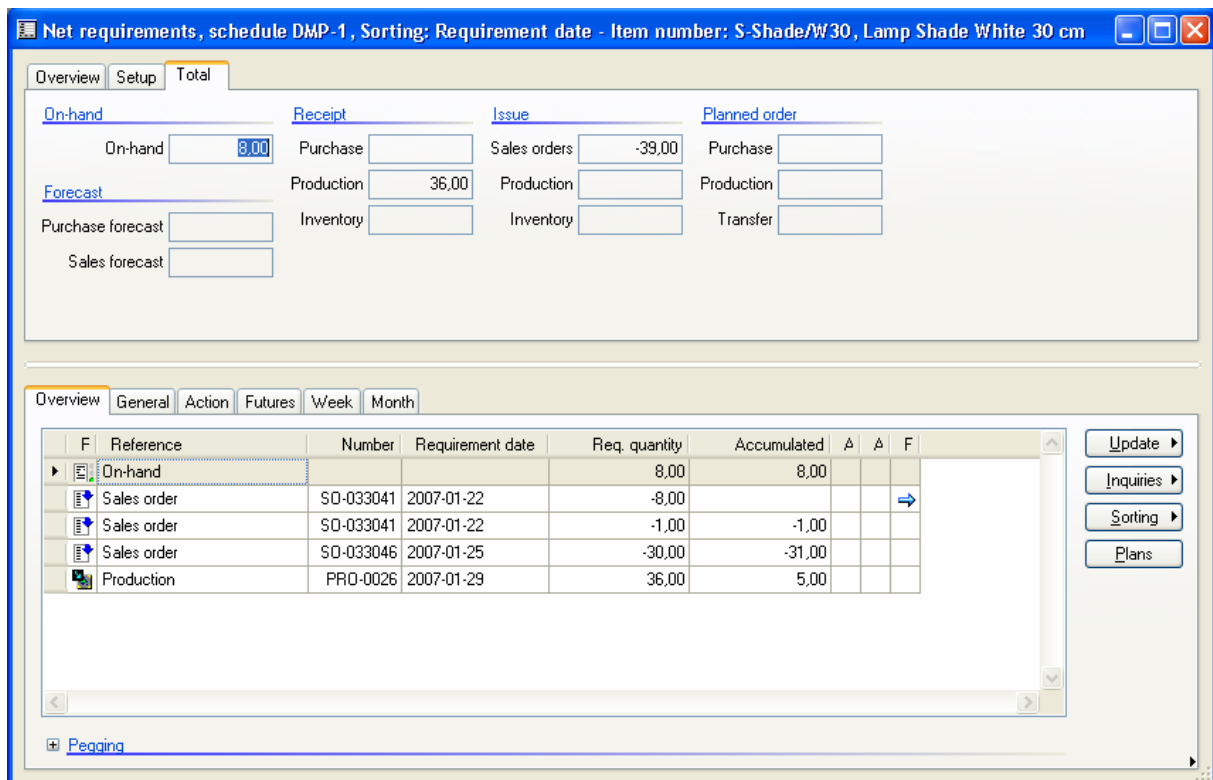 Net requirements, schedule DMP-1, Sorting: Requirement date - Item number: S-Shade/W30, Lamp Shade White 30 cm
Overview Setup Total
On-hand Receipt Issue Planned order
On-hand 8,00 Purchase Sales orders -39,00 Purchase
Forecast Production 36,00 Production Production
Purchase forecast Inventory Inventory Transfer
Sales forecast
Overview General Action Futures Week Month
F Reference Number Requirement date Req. quantity Accumulated A A F
On-hand 8,00 8,00
Sales order SO-033041 2007-01-22 -8,00
Sales order SO-033041 2007-01-22 -1,00 -1,00
Sales order SO-033046 2007-01-25 -30,00 -31,00
Production PRO-0026 2007-01-29 36,00 5,00
Update
Inquiries
Sorting
Plans
Pegging